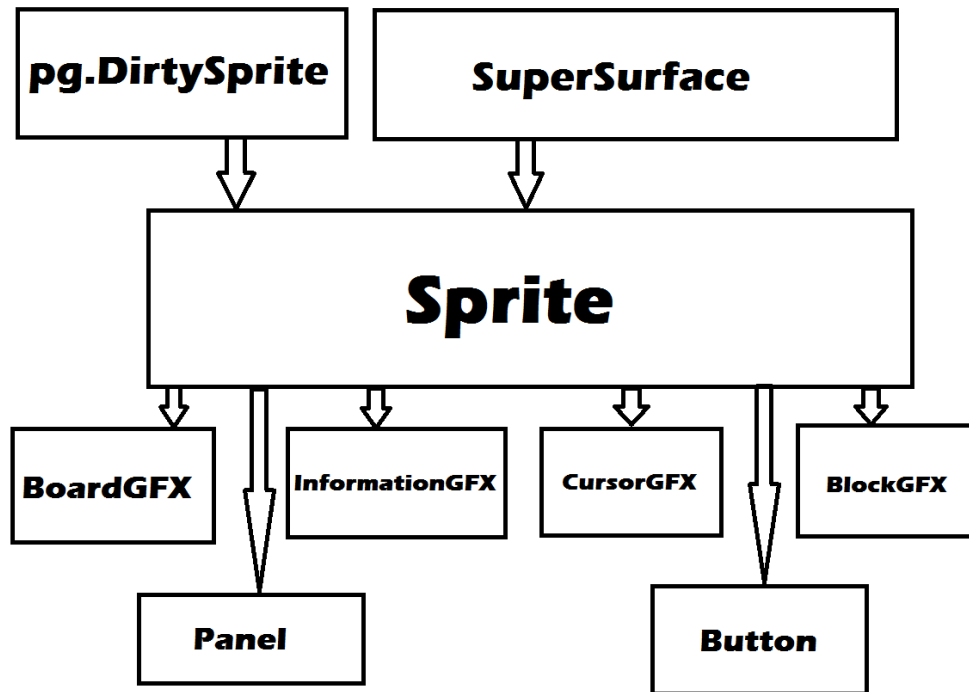 pg.DirtySprite
SuperSurface
Sprite
BoardGFX
InformationGFX
CursorGFX
BlockGFX
Panel
Button